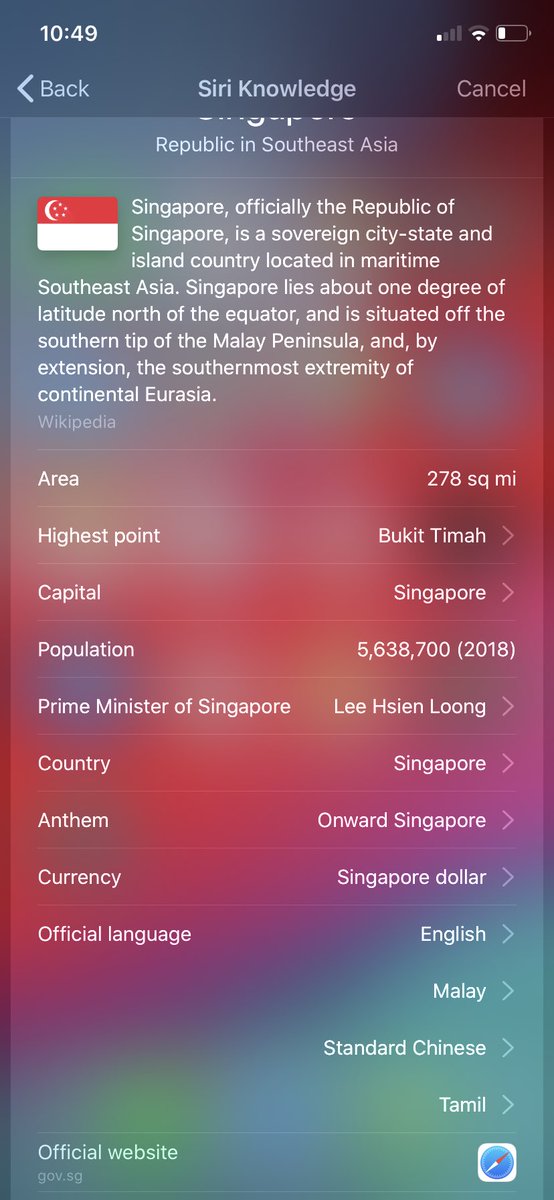 10:49
Back
Siri Knowledge
Cancel
Singapore
Republic in Southeast Asia
Singapore, officially the Republic of
Singapore, is a sovereign city-state and
island country located in maritime
Southeast Asia. Singapore lies about one degree of
latitude north of the equator, and is situated off the
southern tip of the Malay Peninsula, and, by
extension, the southernmost extremity of
continental Eurasia.
Wikipedia
Area 278 sq mi
Highest point Bukit Timah
Capital Singapore
Population 5,638,700 (2018)
Prime Minister of Singapore Lee Hsien Loong
Country Singapore
Anthem Onward Singapore
Currency Singapore dollar
Official language English
Malay
Standard Chinese
Tamil
Official website
gov.sg